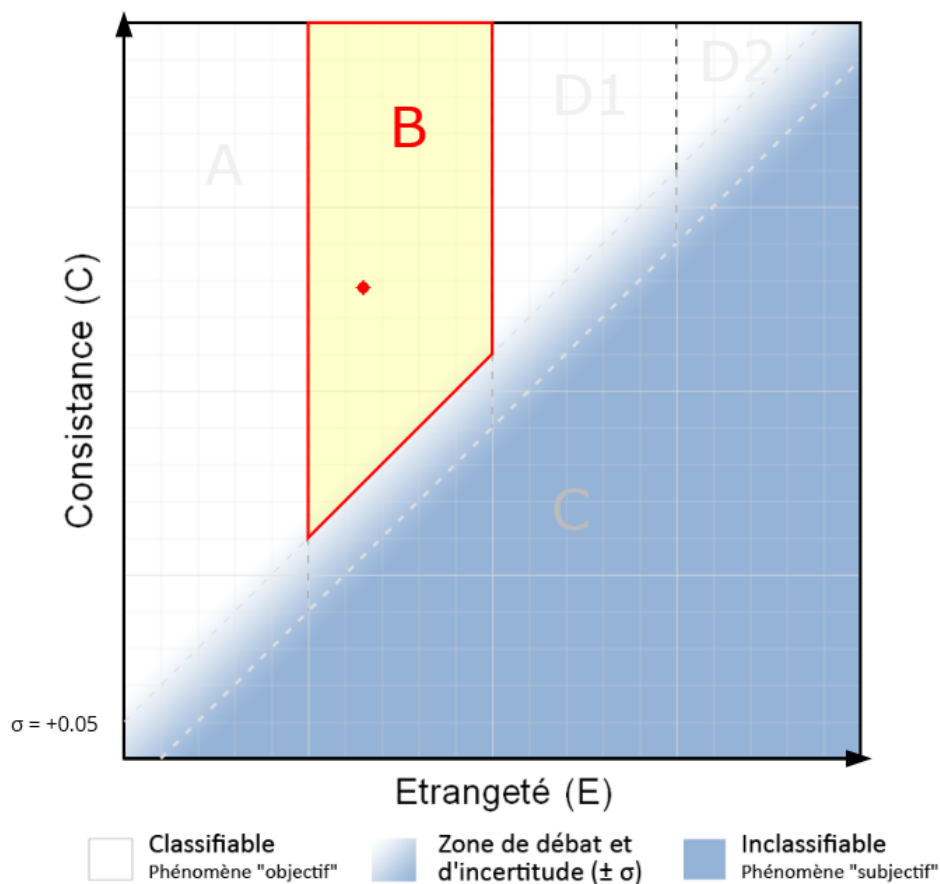 D2
D1
B
A
Consistance (C)
C
σ = +0.05
Etrangeté (E)
Classifiable
Phénomène "objectif"
Zone de débat et
d'incertitude (± σ)
Inclassifiable
Phénomène "subjectif"